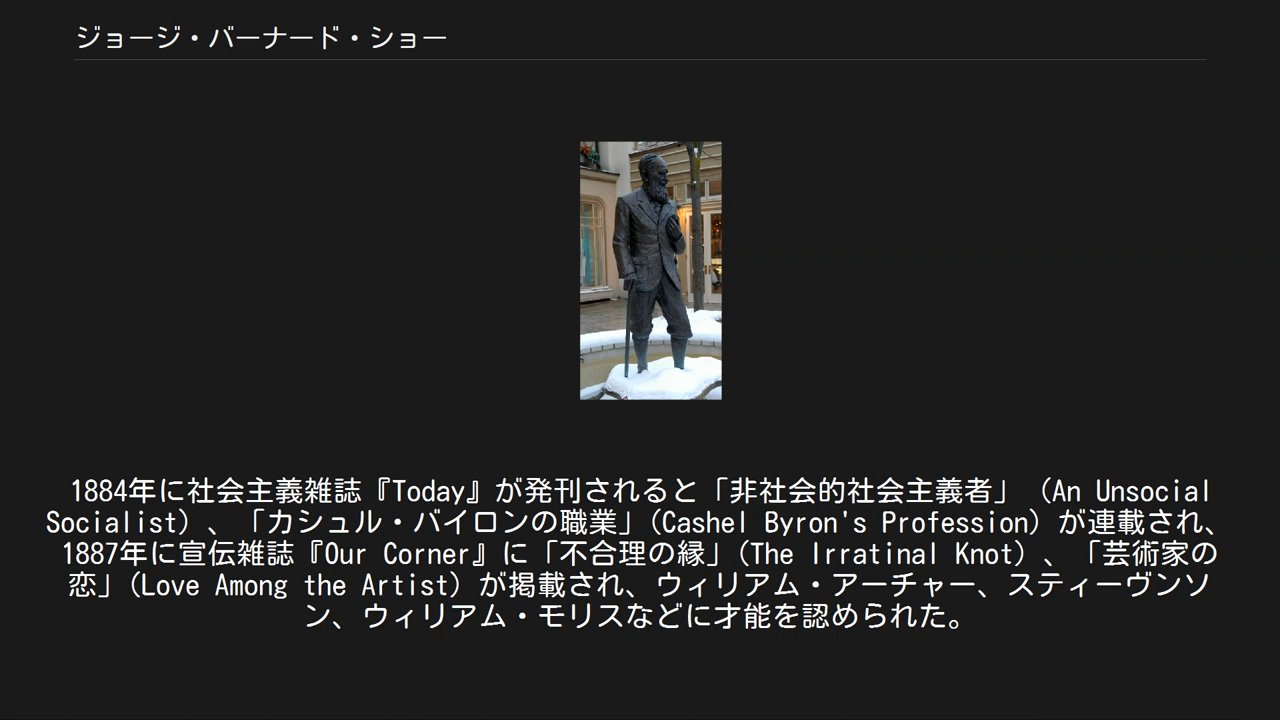 ジョージ・バーナード・ショー
1884年に社会主義雑誌『Today』が発刊されると「非社会的社会主義者」（An Unsocial
Socialist）、「カシュル・バイロンの職業」(Cashel Byron's Profession) が連載され、
1887年に宣伝雑誌『Our Corner』に「不合理の縁」(The Irratinal Knot) 、「芸術家の
恋」(Love Among the Artist) が掲載され、ウィリアム・アーチャー、スティーヴンソ
ン、ウィリアム・モリスなどに才能を認められた。